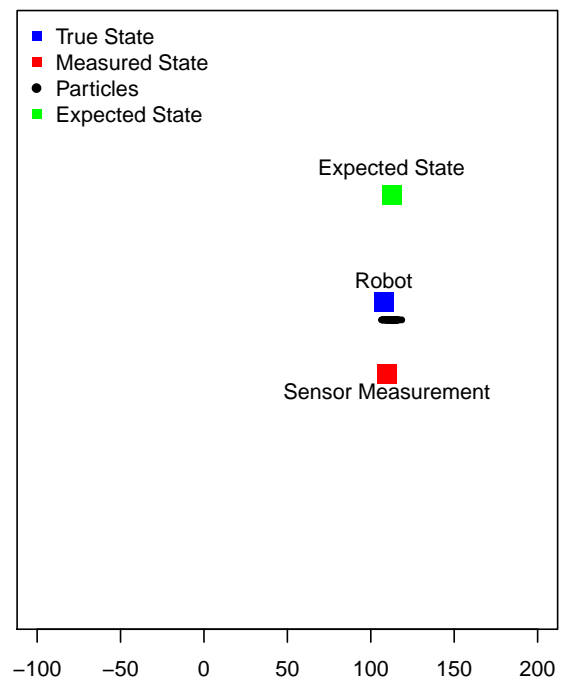 True State
Measured State
Particles
Expected State
Expected State
Robot
Sensor Measurement
−100 −50 0 50 100 150 200